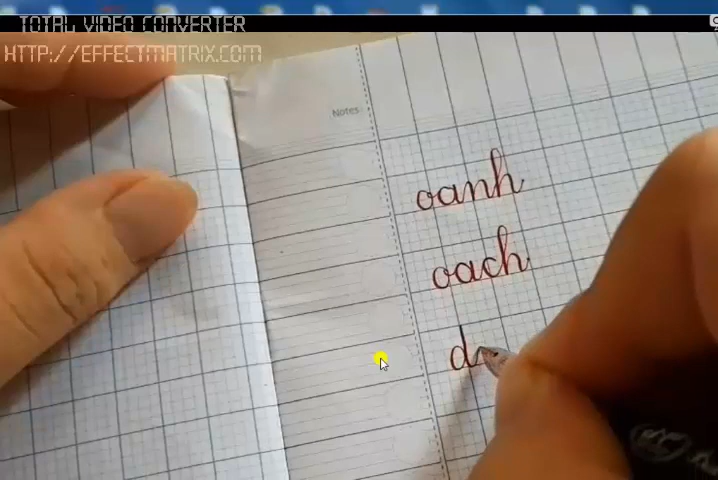 TOTAL VIDEO CONVERTER
HTTP://EFFECTMATRIX.COM
Notes
oanh
oach
d